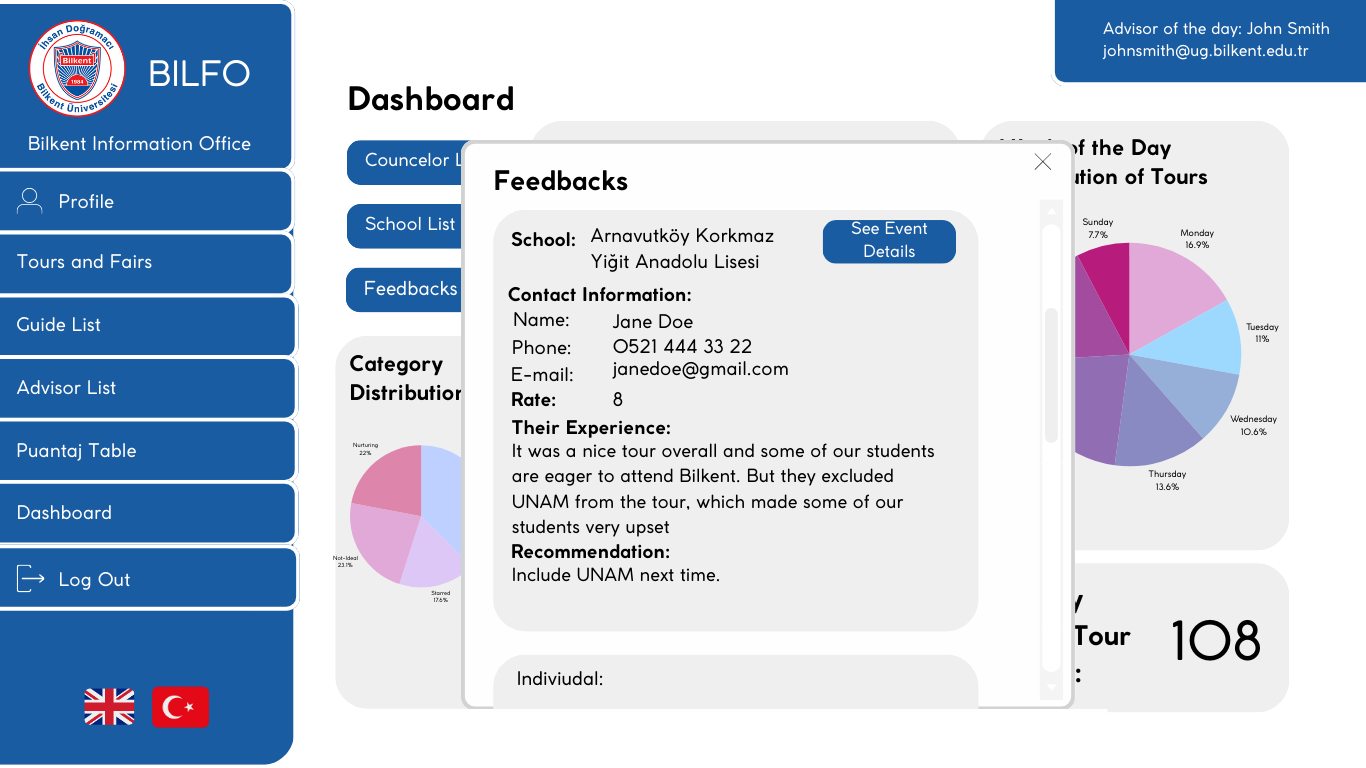 İhsan Doğramacı
Bilkent
1984
Bilkent Üniversitesi
BILFO
Bilkent Information Office
Profile
Tours and Fairs
Guide List
Advisor List
Puantaj Table
Dashboard
Log Out
Advisor of the day: John Smith
johnsmith@ug.bilkent.edu.tr
Dashboard
Councelor L
School List
Feedbacks
Category
Distribution
Nurturing
22%
Not-Ideal
23.1%
Starred
17.6%
Feedbacks
School: Arnavutköy Korkmaz
Yiğit Anadolu Lisesi
See Event
Details
Contact Information:
Name: Jane Doe
Phone: 0521 444 33 22
E-mail: janedoe@gmail.com
Rate: 8
Their Experience:
It was a nice tour overall and some of our students
are eager to attend Bilkent. But they excluded
UNAM from the tour, which made some of our
students very upset
Recommendation:
Include UNAM next time.
Indiviudal:
of the Day
ution of Tours
Sunday
7.7%
Monday
16.9%
Tuesday
11%
Wednesday
10.6%
Thursday
13.6%
y
Tour
:
108